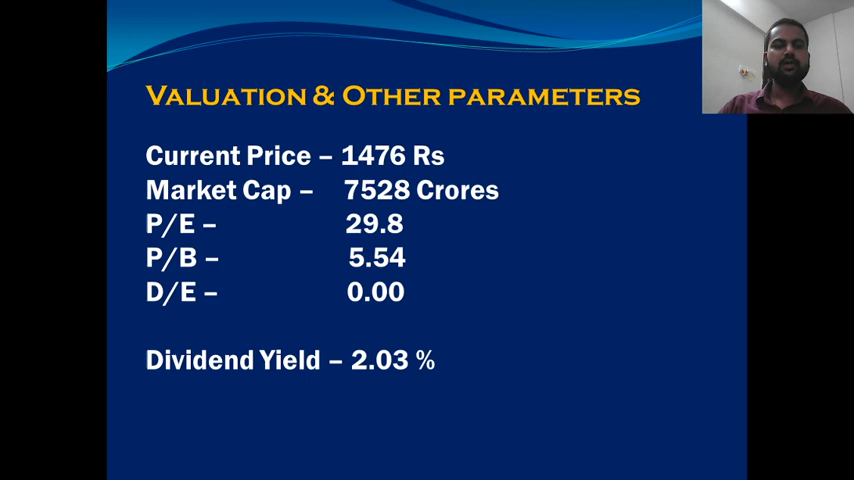 VALUATION & OTHER PARAMETERS
Current Price – 1476 Rs
Market Cap – 7528 Crores
P/E – 29.8
P/B – 5.54
D/E – 0.00
Dividend Yield – 2.03 %